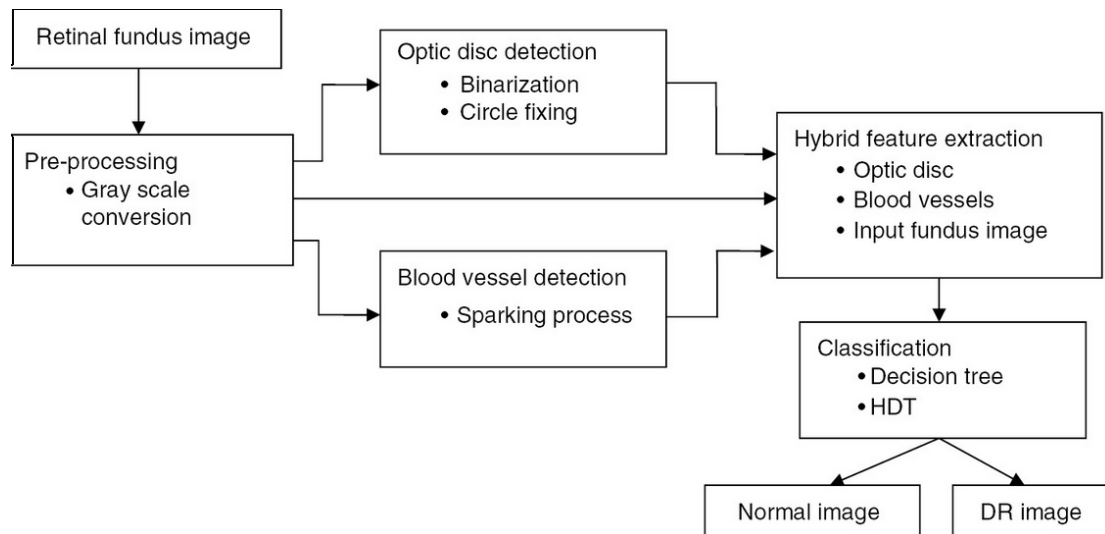 Retinal fundus image
Pre-processing
• Gray scale
conversion
Optic disc detection
• Binarization
• Circle fixing
Blood vessel detection
• Sparking process
Hybrid feature extraction
• Optic disc
• Blood vessels
• Input fundus image
Classification
• Decision tree
• HDT
Normal image
DR image